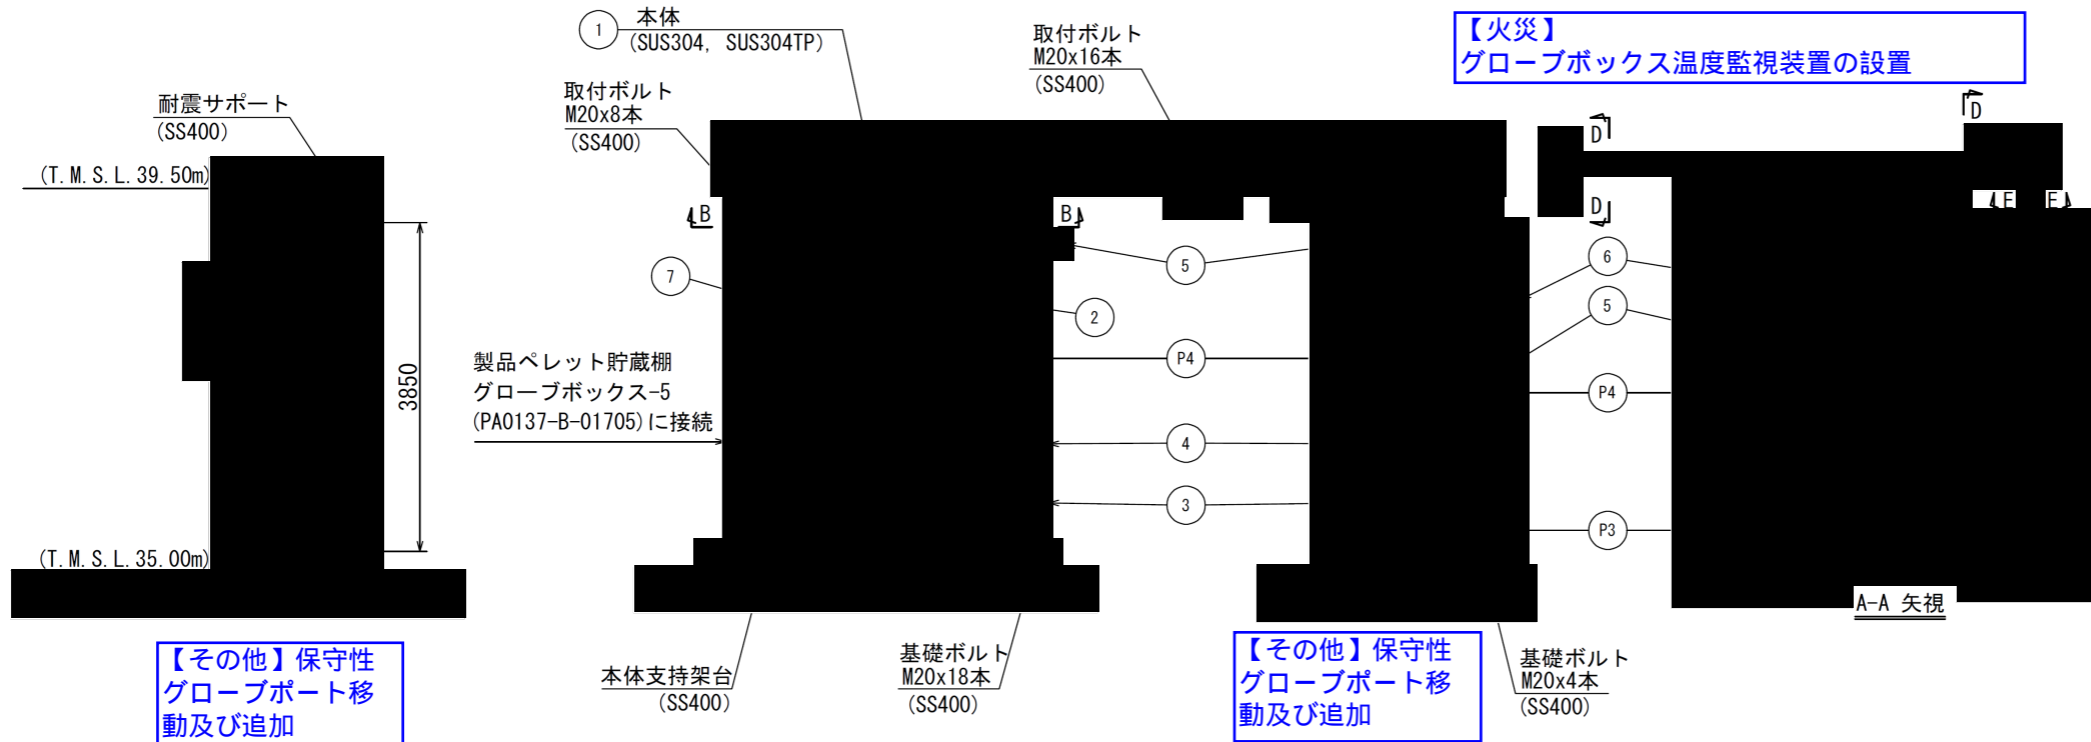 耐震サポート
(SS400)
(T.M.S.L.39.50m)
3850
(T.M.S.L.35.00m)
【その他】保守性
グローブポート移
動及び追加
1
本体
(SUS304, SUS304TP)
取付ボルト
M20x8本
(SS400)
取付ボルト
M20x16本
(SS400)
B
B
7
5
2
P4
4
3
製品ペレット貯蔵棚
グローブボックス-5
(PA0137-B-01705)に接続
本体支持架台
(SS400)
基礎ボルト
M20x18本
(SS400)
【その他】保守性
グローブポート移
動及び追加
基礎ボルト
M20x4本
(SS400)
【火災】
グローブボックス温度監視装置の設置
D
D
D
6
5
P4
P3
A-A 矢視